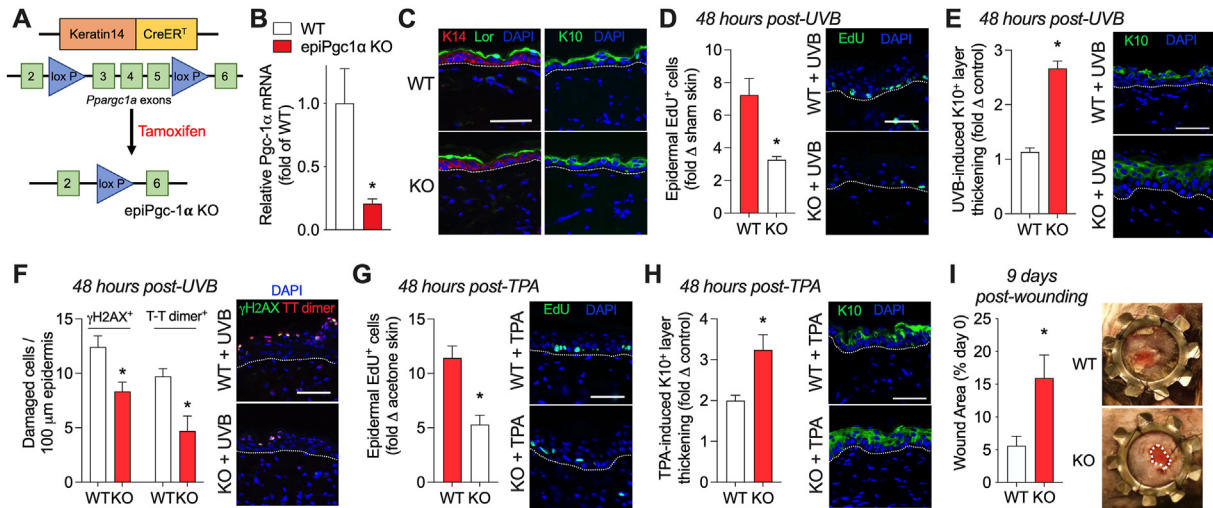 A
Keratin14 CreERT
2 lox P 3 4 5 lox P 6
Ppargc1a exons
Tamoxifen
2 lox P 6
epiPgc-1α KO
B
WT
epiPgc1α KO
Relative Pgc-1α mRNA
(fold of WT)
1.0
0.5
0.0
*
C
K14 Lor DAPI K10 DAPI
WT
KO
D 48 hours post-UVB
Epidermal EdU+ cells
(fold Δ sham skin)
10
8
6
4
2
0
*
WT KO
EdU DAPI
WT + UVB
KO + UVB
E 48 hours post-UVB
UVB-induced K10+ layer
thickening (fold Δ control)
3
2
1
0
*
WT KO
K10 DAPI
WT + UVB
KO + UVB
F 48 hours post-UVB
Damaged cells /
100 μm epidermis
15
10
5
0
γH2AX+ T-T dimer+
* *
WT KO WT KO
DAPI
γH2AX TT dimer
WT + UVB
KO + UVB
G 48 hours post-TPA
Epidermal EdU+ cells
(fold Δ acetone skin)
15
10
5
0
*
WT KO
EdU DAPI
WT + TPA
KO + TPA
H 48 hours post-TPA
TPA-induced K10+ layer
thickening (fold Δ control)
4
3
2
1
0
*
WT KO
K10 DAPI
WT + TPA
KO + TPA
I 9 days
post-wounding
Wound Area (% day 0)
25
20
15
10
5
0
*
WT KO
WT
KO